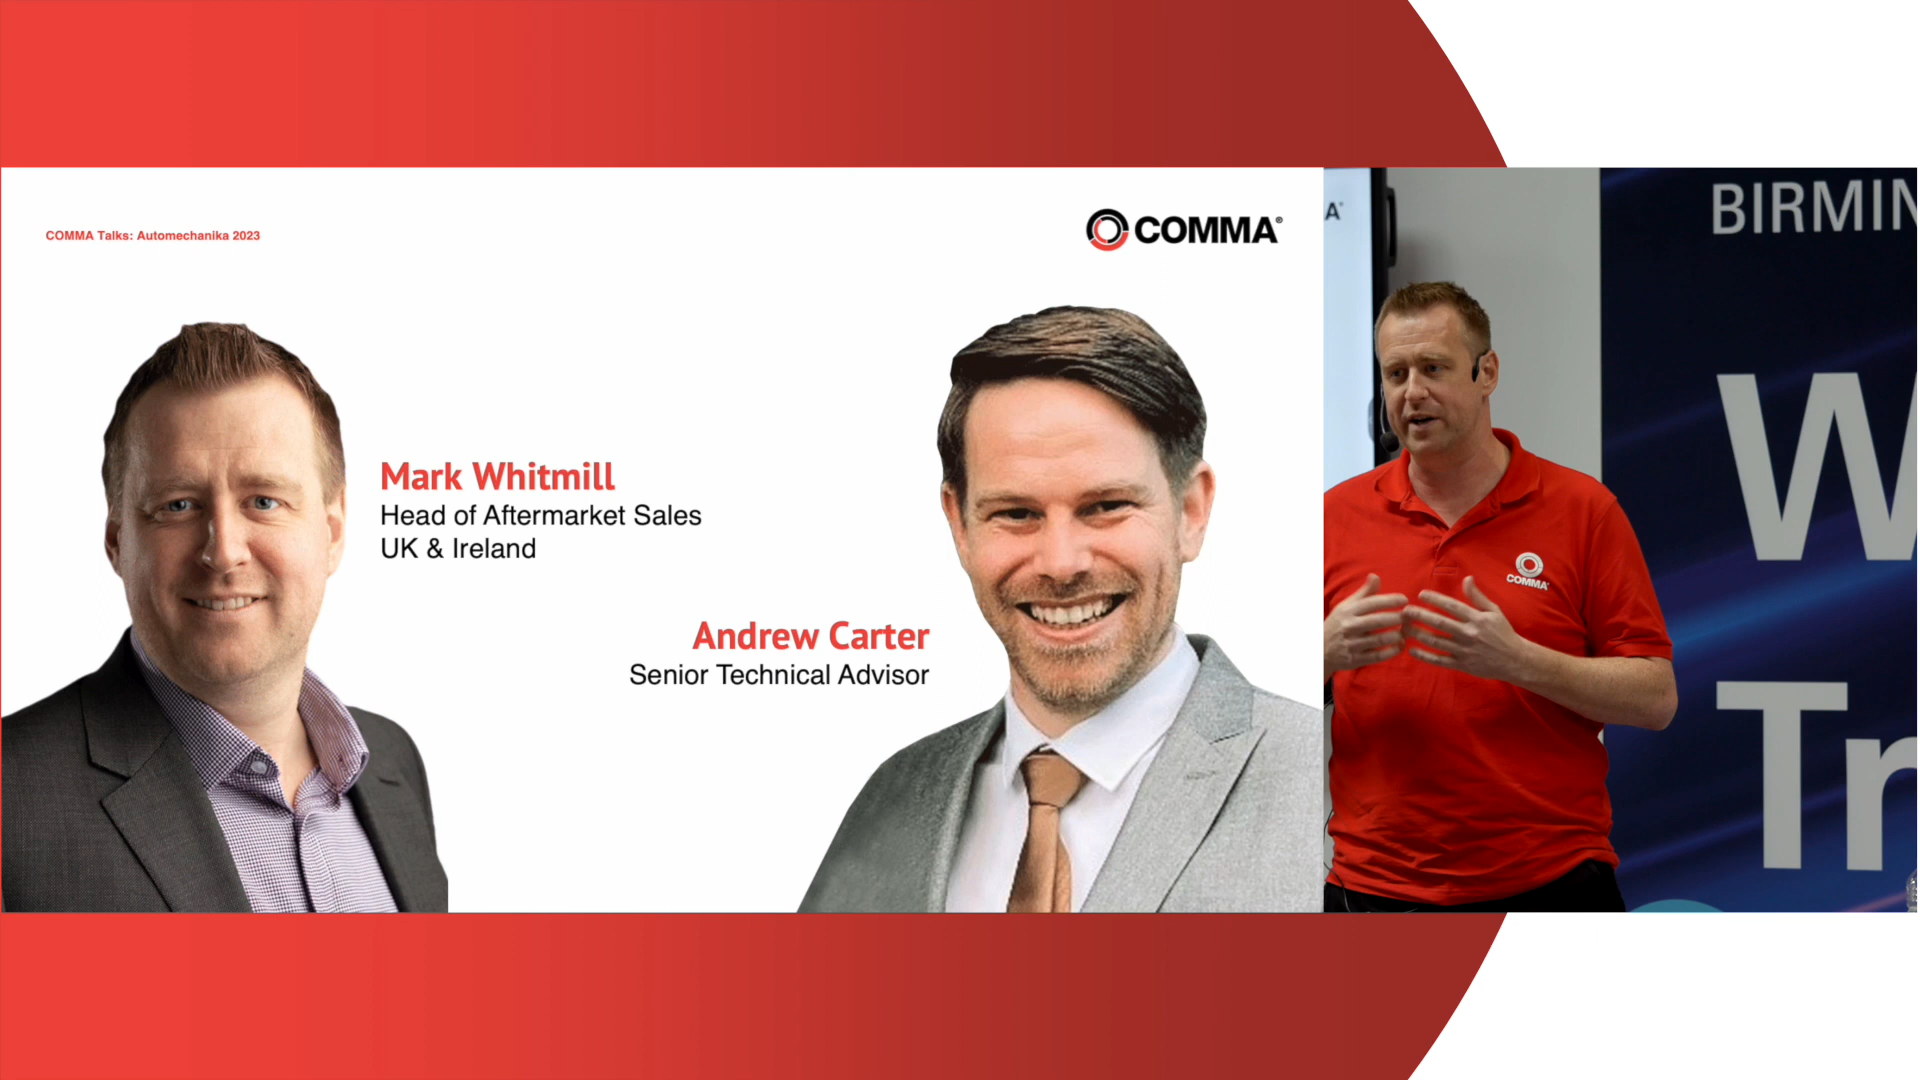 COMMA Talks: Automechanika 2023
COMMA®
Mark Whitmill
Head of Aftermarket Sales
UK & Ireland
Andrew Carter
Senior Technical Advisor
A®
BIRMIN
W
Tr
COMMA®